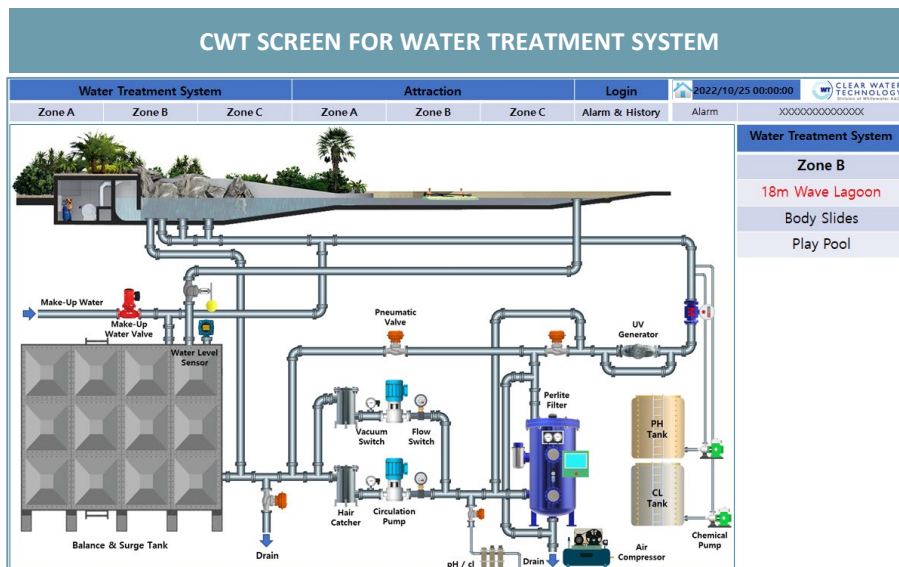 CWT SCREEN FOR WATER TREATMENT SYSTEM
Water Treatment System
Attraction
Login
2022/10/25 00:00:00
WT
CLEAR WATER
TECHNOLOGY
Zone A
Zone B
Zone C
Zone A
Zone B
Zone C
Alarm & History
Alarm
XXXXXXXXXXXXXX
Water Treatment System
Zone B
18m Wave Lagoon
Body Slides
Play Pool
Make-Up Water
Make-Up
Water Valve
Water Level
Sensor
Pneumatic
Valve
UV
Generator
Vacuum
Switch
Flow
Switch
Perlite
Filter
PH
Tank
CL
Tank
Hair
Catcher
Circulation
Pump
Balance & Surge Tank
Drain
pH / cl
Drain
Air
Compressor
Chemical
Pump